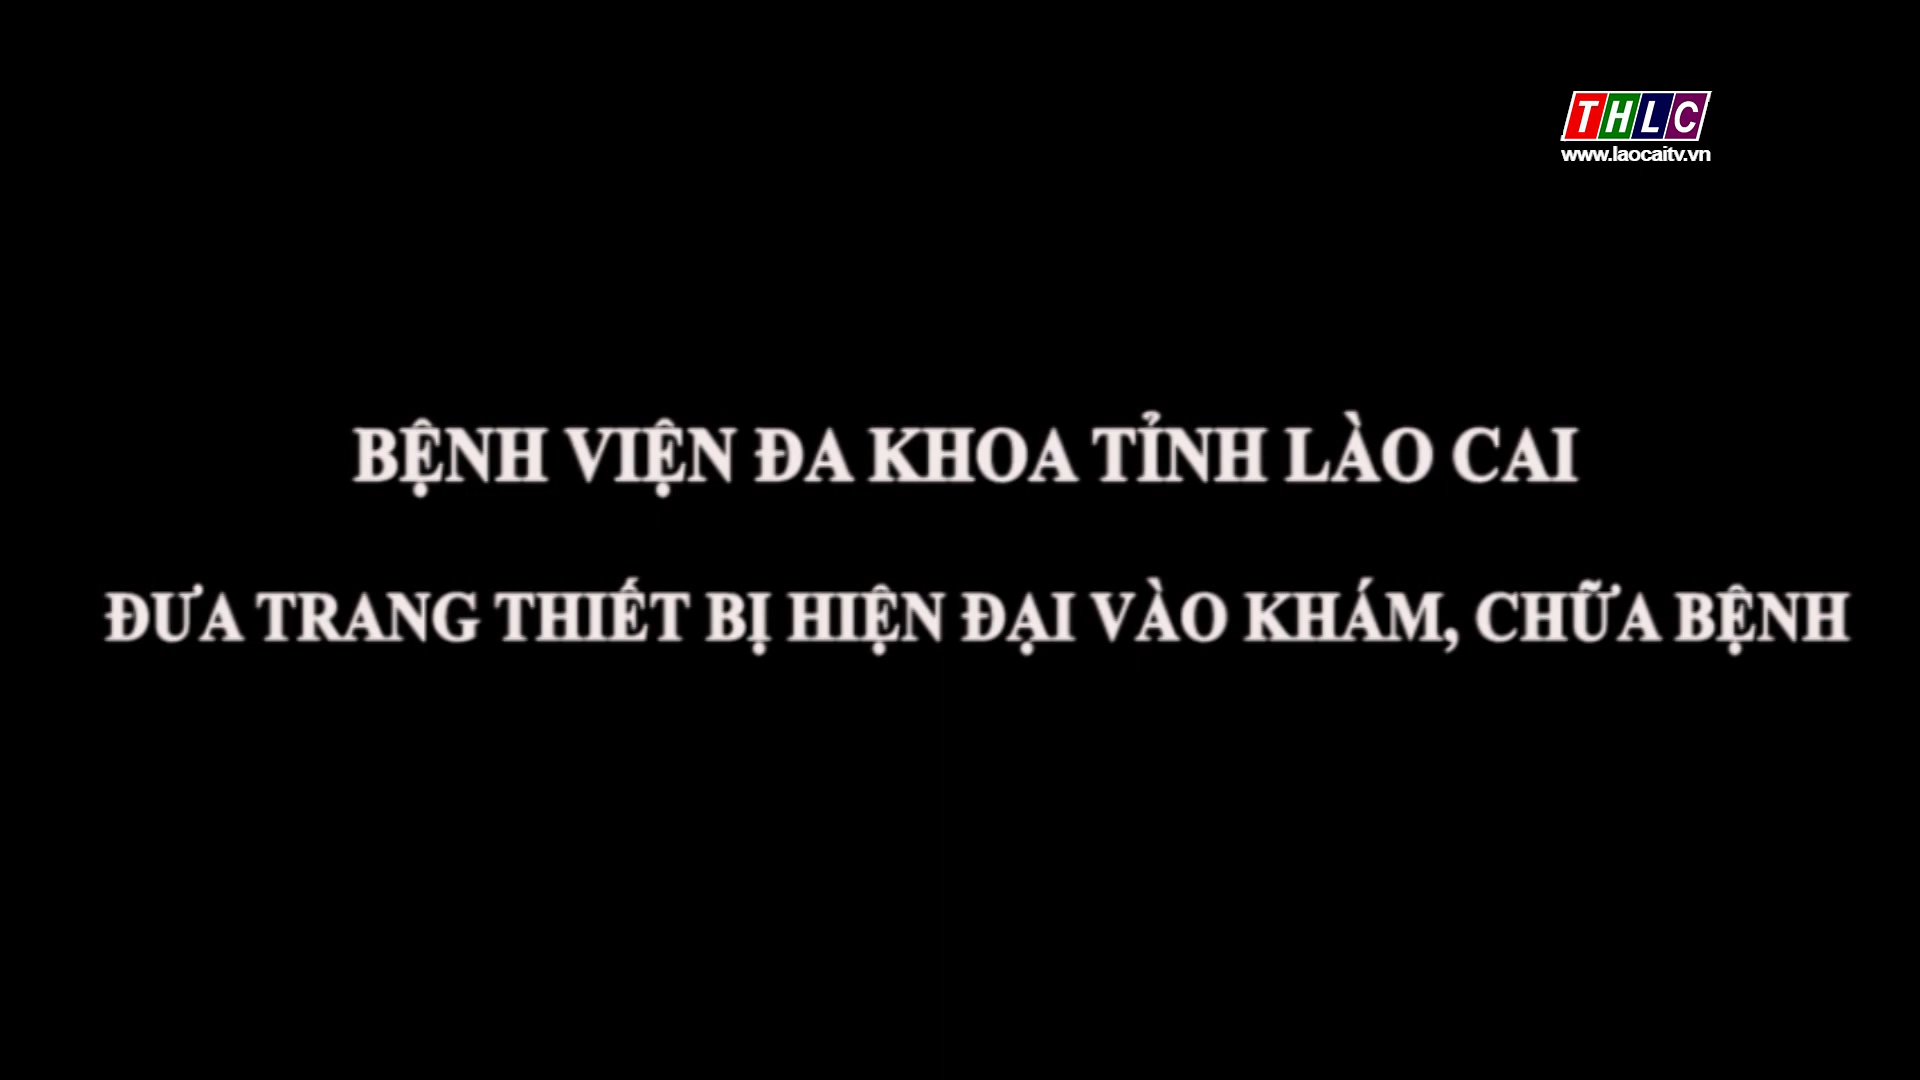 THLC
www.laocaitv.vn
BỆNH VIỆN ĐA KHOA TỈNH LÀO CAI
ĐƯA TRANG THIẾT BỊ HIỆN ĐẠI VÀO KHÁM, CHỮA BỆNH